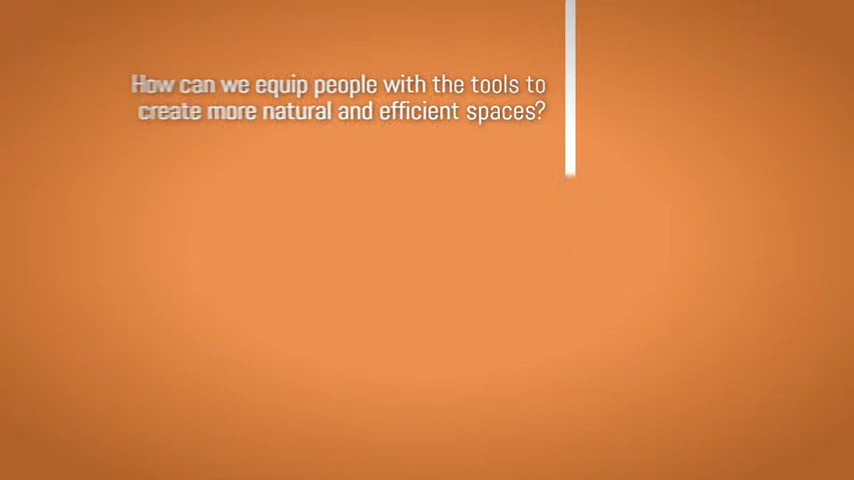 How can we equip people with the tools to
create more natural and efficient spaces?